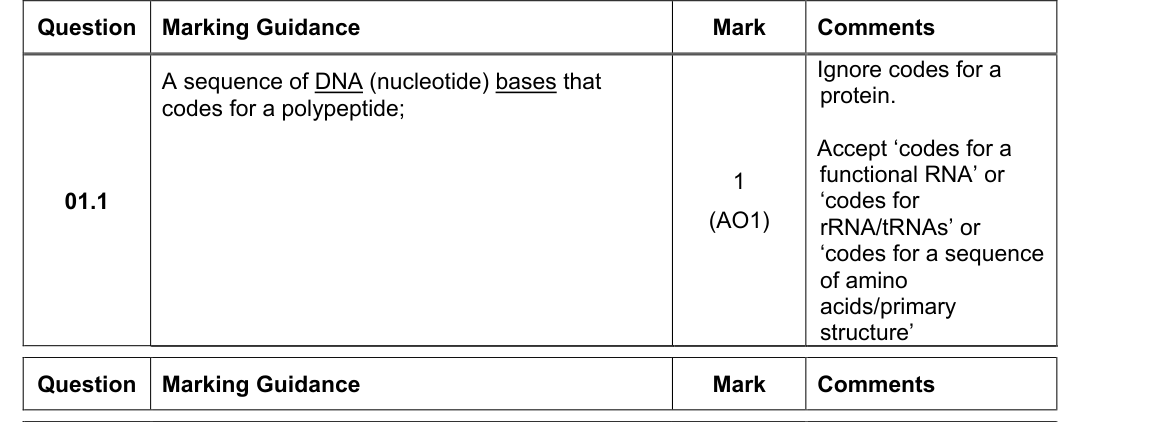 Question Marking Guidance Mark Comments
01.1
A sequence of DNA (nucleotide) bases that
codes for a polypeptide;
1
(AO1)
Ignore codes for a
protein.
Accept ‘codes for a
functional RNA’ or
‘codes for
rRNA/tRNAs’ or
‘codes for a sequence
of amino
acids/primary
structure’
Question Marking Guidance Mark Comments